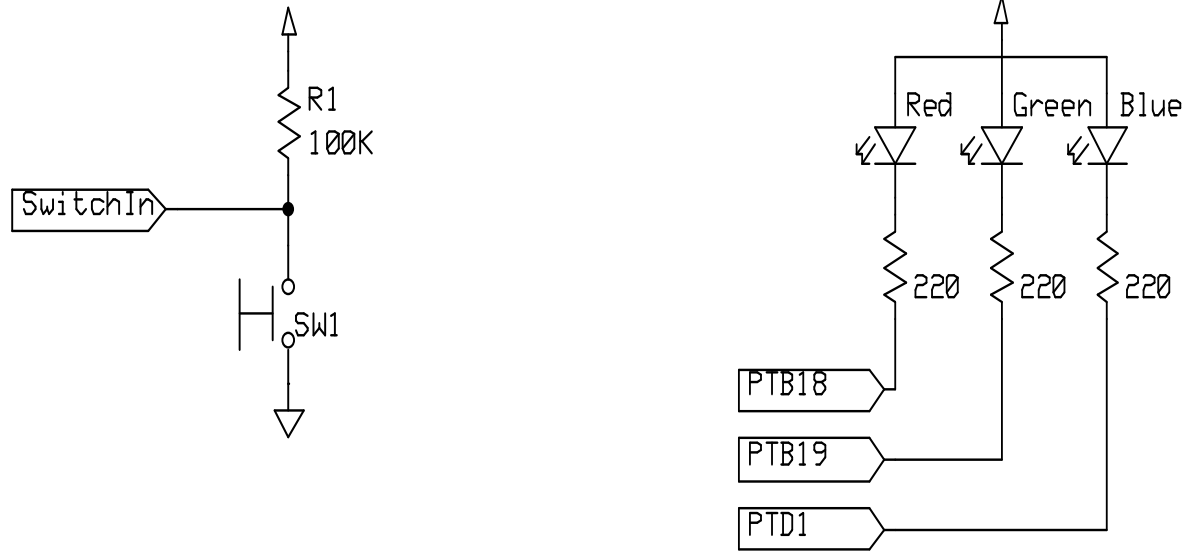 R1
100K
SwitchIn
SW1
Red
Green
Blue
220
220
220
PTB18
PTB19
PTD1